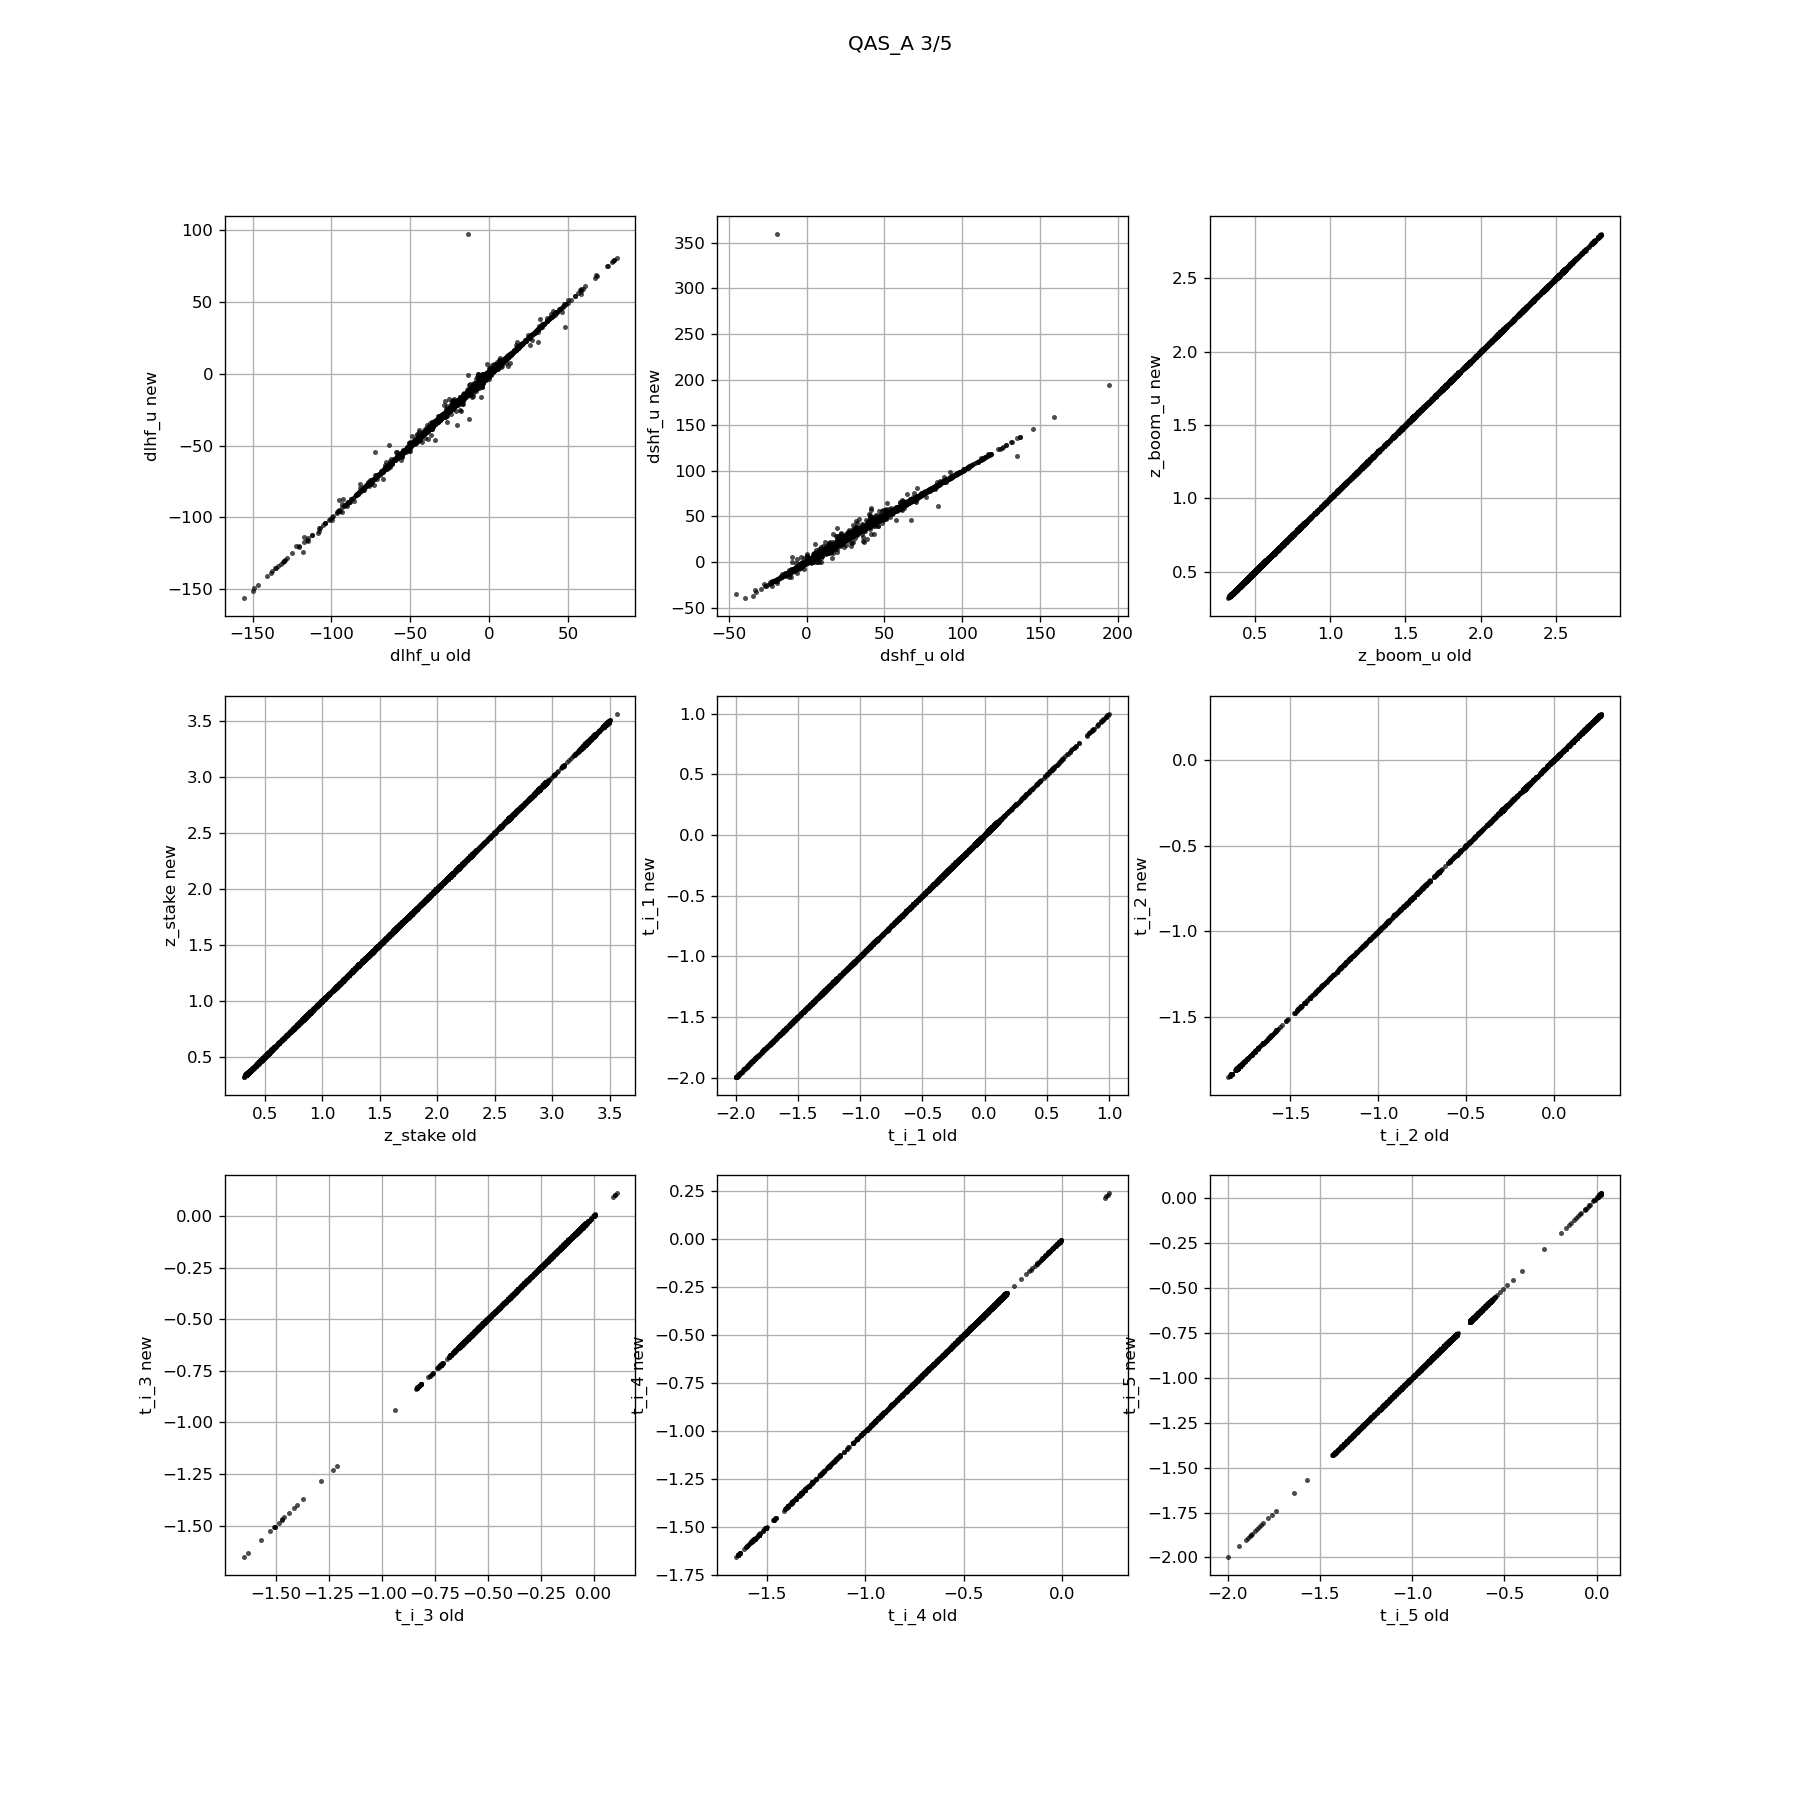 QAS_A 3/5
100
50
0
−50
−100
−150
dlhf_u new
−150 −100 −50 0 50
dlhf_u old
350
300
250
200
150
100
50
0
−50
dshf_u new
−50 0 50 100 150 200
dshf_u old
2.5
2.0
1.5
1.0
0.5
z_boom_u new
0.5 1.0 1.5 2.0 2.5
z_boom_u old
3.5
3.0
2.5
2.0
1.5
1.0
0.5
z_stake new
0.5 1.0 1.5 2.0 2.5 3.0 3.5
z_stake old
1.0
0.5
0.0
−0.5
−1.0
−1.5
−2.0
t_i_1 new
−2.0 −1.5 −1.0 −0.5 0.0 0.5 1.0
t_i_1 old
0.0
−0.5
−1.0
−1.5
t_i_2 new
−1.5 −1.0 −0.5 0.0
t_i_2 old
0.00
−0.25
−0.50
−0.75
−1.00
−1.25
−1.50
t_i_3 new
−1.50 −1.25 −1.00 −0.75 −0.50 −0.25 0.00
t_i_3 old
0.25
0.00
−0.25
−0.50
−0.75
−1.00
−1.25
−1.50
−1.75
t_i_4 new
−1.5 −1.0 −0.5 0.0
t_i_4 old
0.00
−0.25
−0.50
−0.75
−1.00
−1.25
−1.50
−1.75
−2.00
t_i_5 new
−2.0 −1.5 −1.0 −0.5 0.0
t_i_5 old